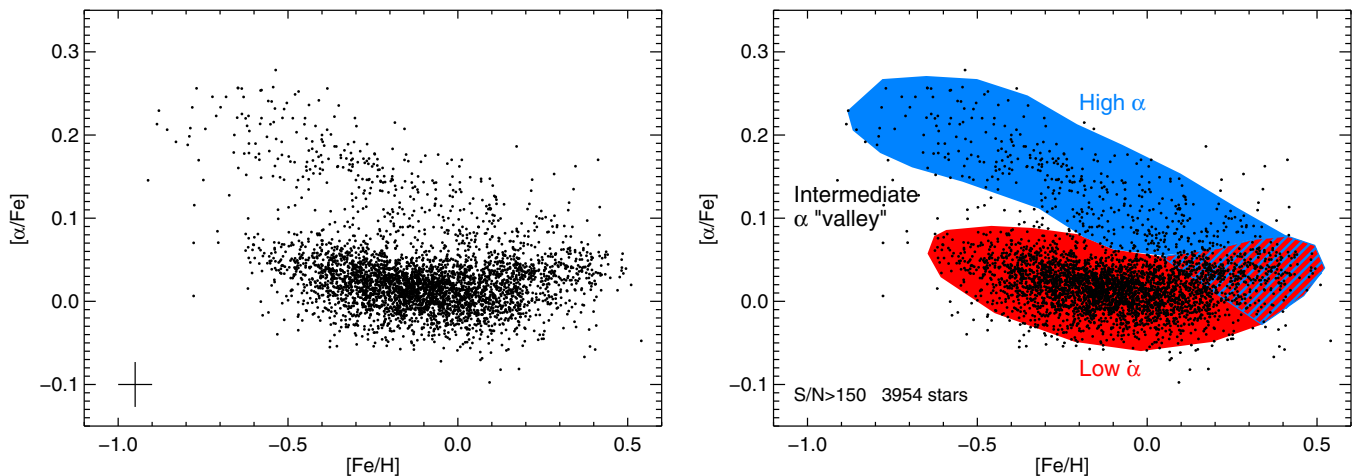 0.3
0.2
0.1
0.0
−0.1
[α/Fe]
−1.0
−0.5
0.0
0.5
[Fe/H]
0.3
0.2
0.1
0.0
−0.1
[α/Fe]
High α
Intermediate
α "valley"
Low α
S/N>150 3954 stars
−1.0
−0.5
0.0
0.5
[Fe/H]